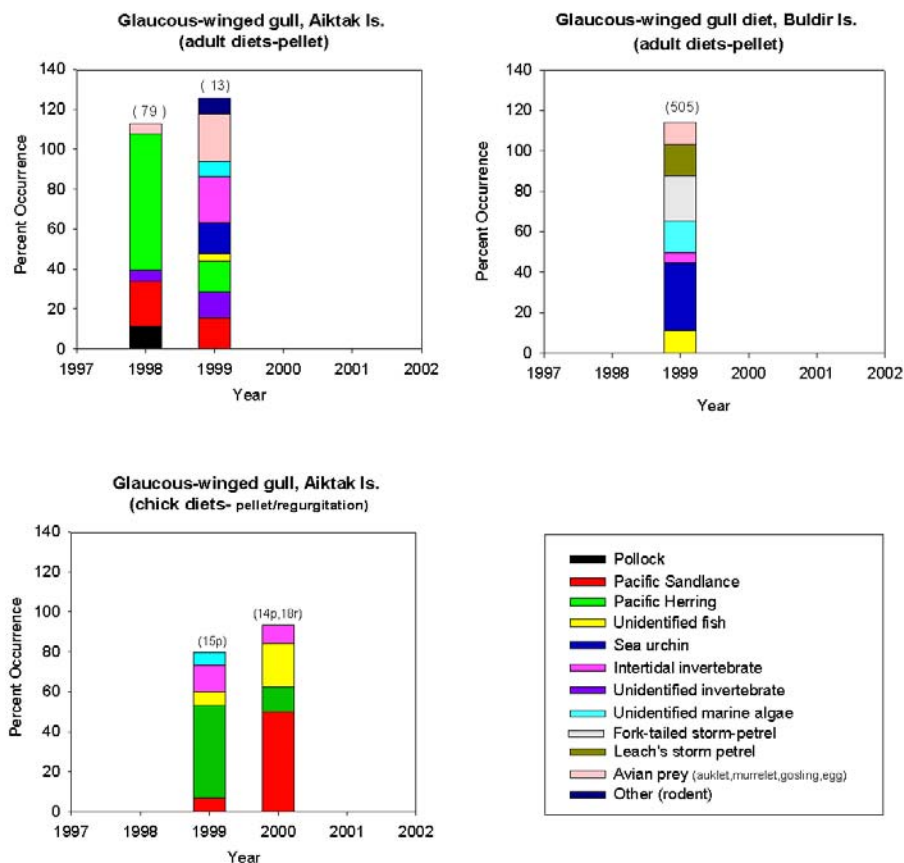 Glaucous-winged gull, Aiktak Is.
(adult diets-pellet)
140
120
100
80
60
40
20
0
Percent Occurrence
( 79 )
( 13)
1997 1998 1999 2000 2001 2002
Year
Glaucous-winged gull diet, Buldir Is.
(adult diets-pellet)
140
120
100
80
60
40
20
0
Percent Occurrence
(505)
1997 1998 1999 2000 2001 2002
Year
Glaucous-winged gull, Aiktak Is.
(chick diets- pellet/regurgitation)
140
120
100
80
60
40
20
0
Percent Occurrence
(15p)
(14p,18r)
1997 1998 1999 2000 2001 2002
Year
Pollock
Pacific Sandlance
Pacific Herring
Unidentified fish
Sea urchin
Intertidal invertebrate
Unidentified invertebrate
Unidentified marine algae
Fork-tailed storm-petrel
Leach's storm petrel
Avian prey (auklet,murrelet,gosling,egg)
Other (rodent)